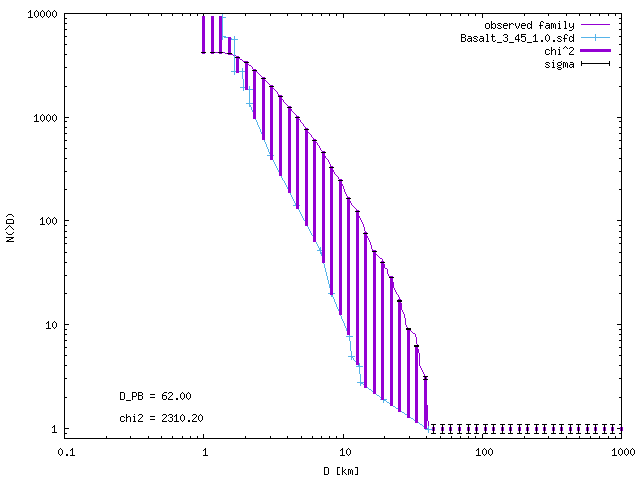 10000
observed family
Basalt_3_45_1.0.sfd
chi^2
sigma
1000
100
10
1
N(>D)
D_PB = 62.00
chi2 = 2310.20
0.1 1 10 100 1000
D [km]